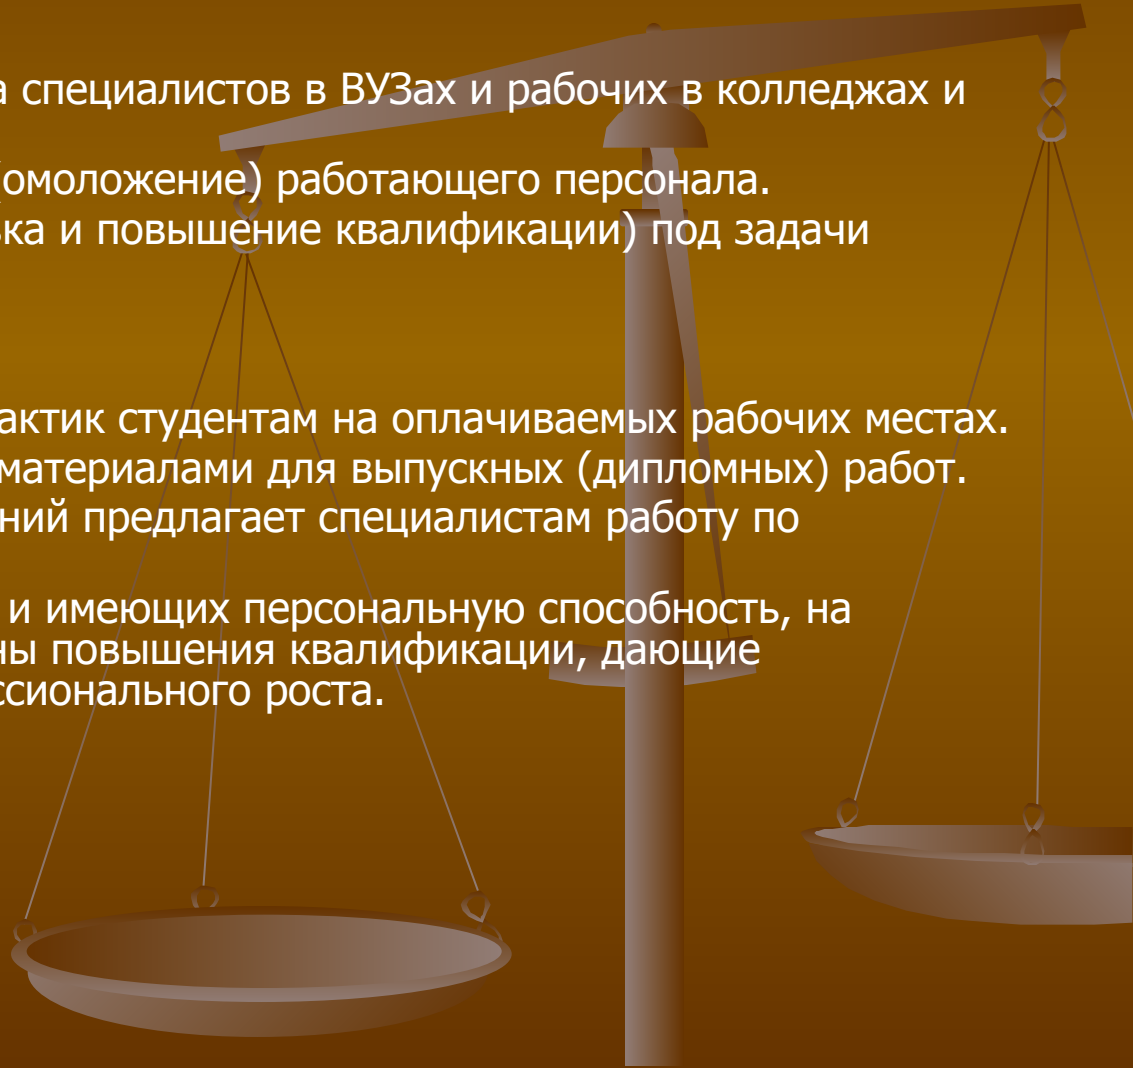 а специалистов в ВУЗах и рабочих в колледжах и
(омоложение) работающего персонала.
вка и повышение квалификации) под задачи
актик студентам на оплачиваемых рабочих местах.
материалами для выпускных (дипломных) работ.
ний предлагает специалистам работу по
и имеющих персональную способность, на
ны повышения квалификации, дающие
ссионального роста.